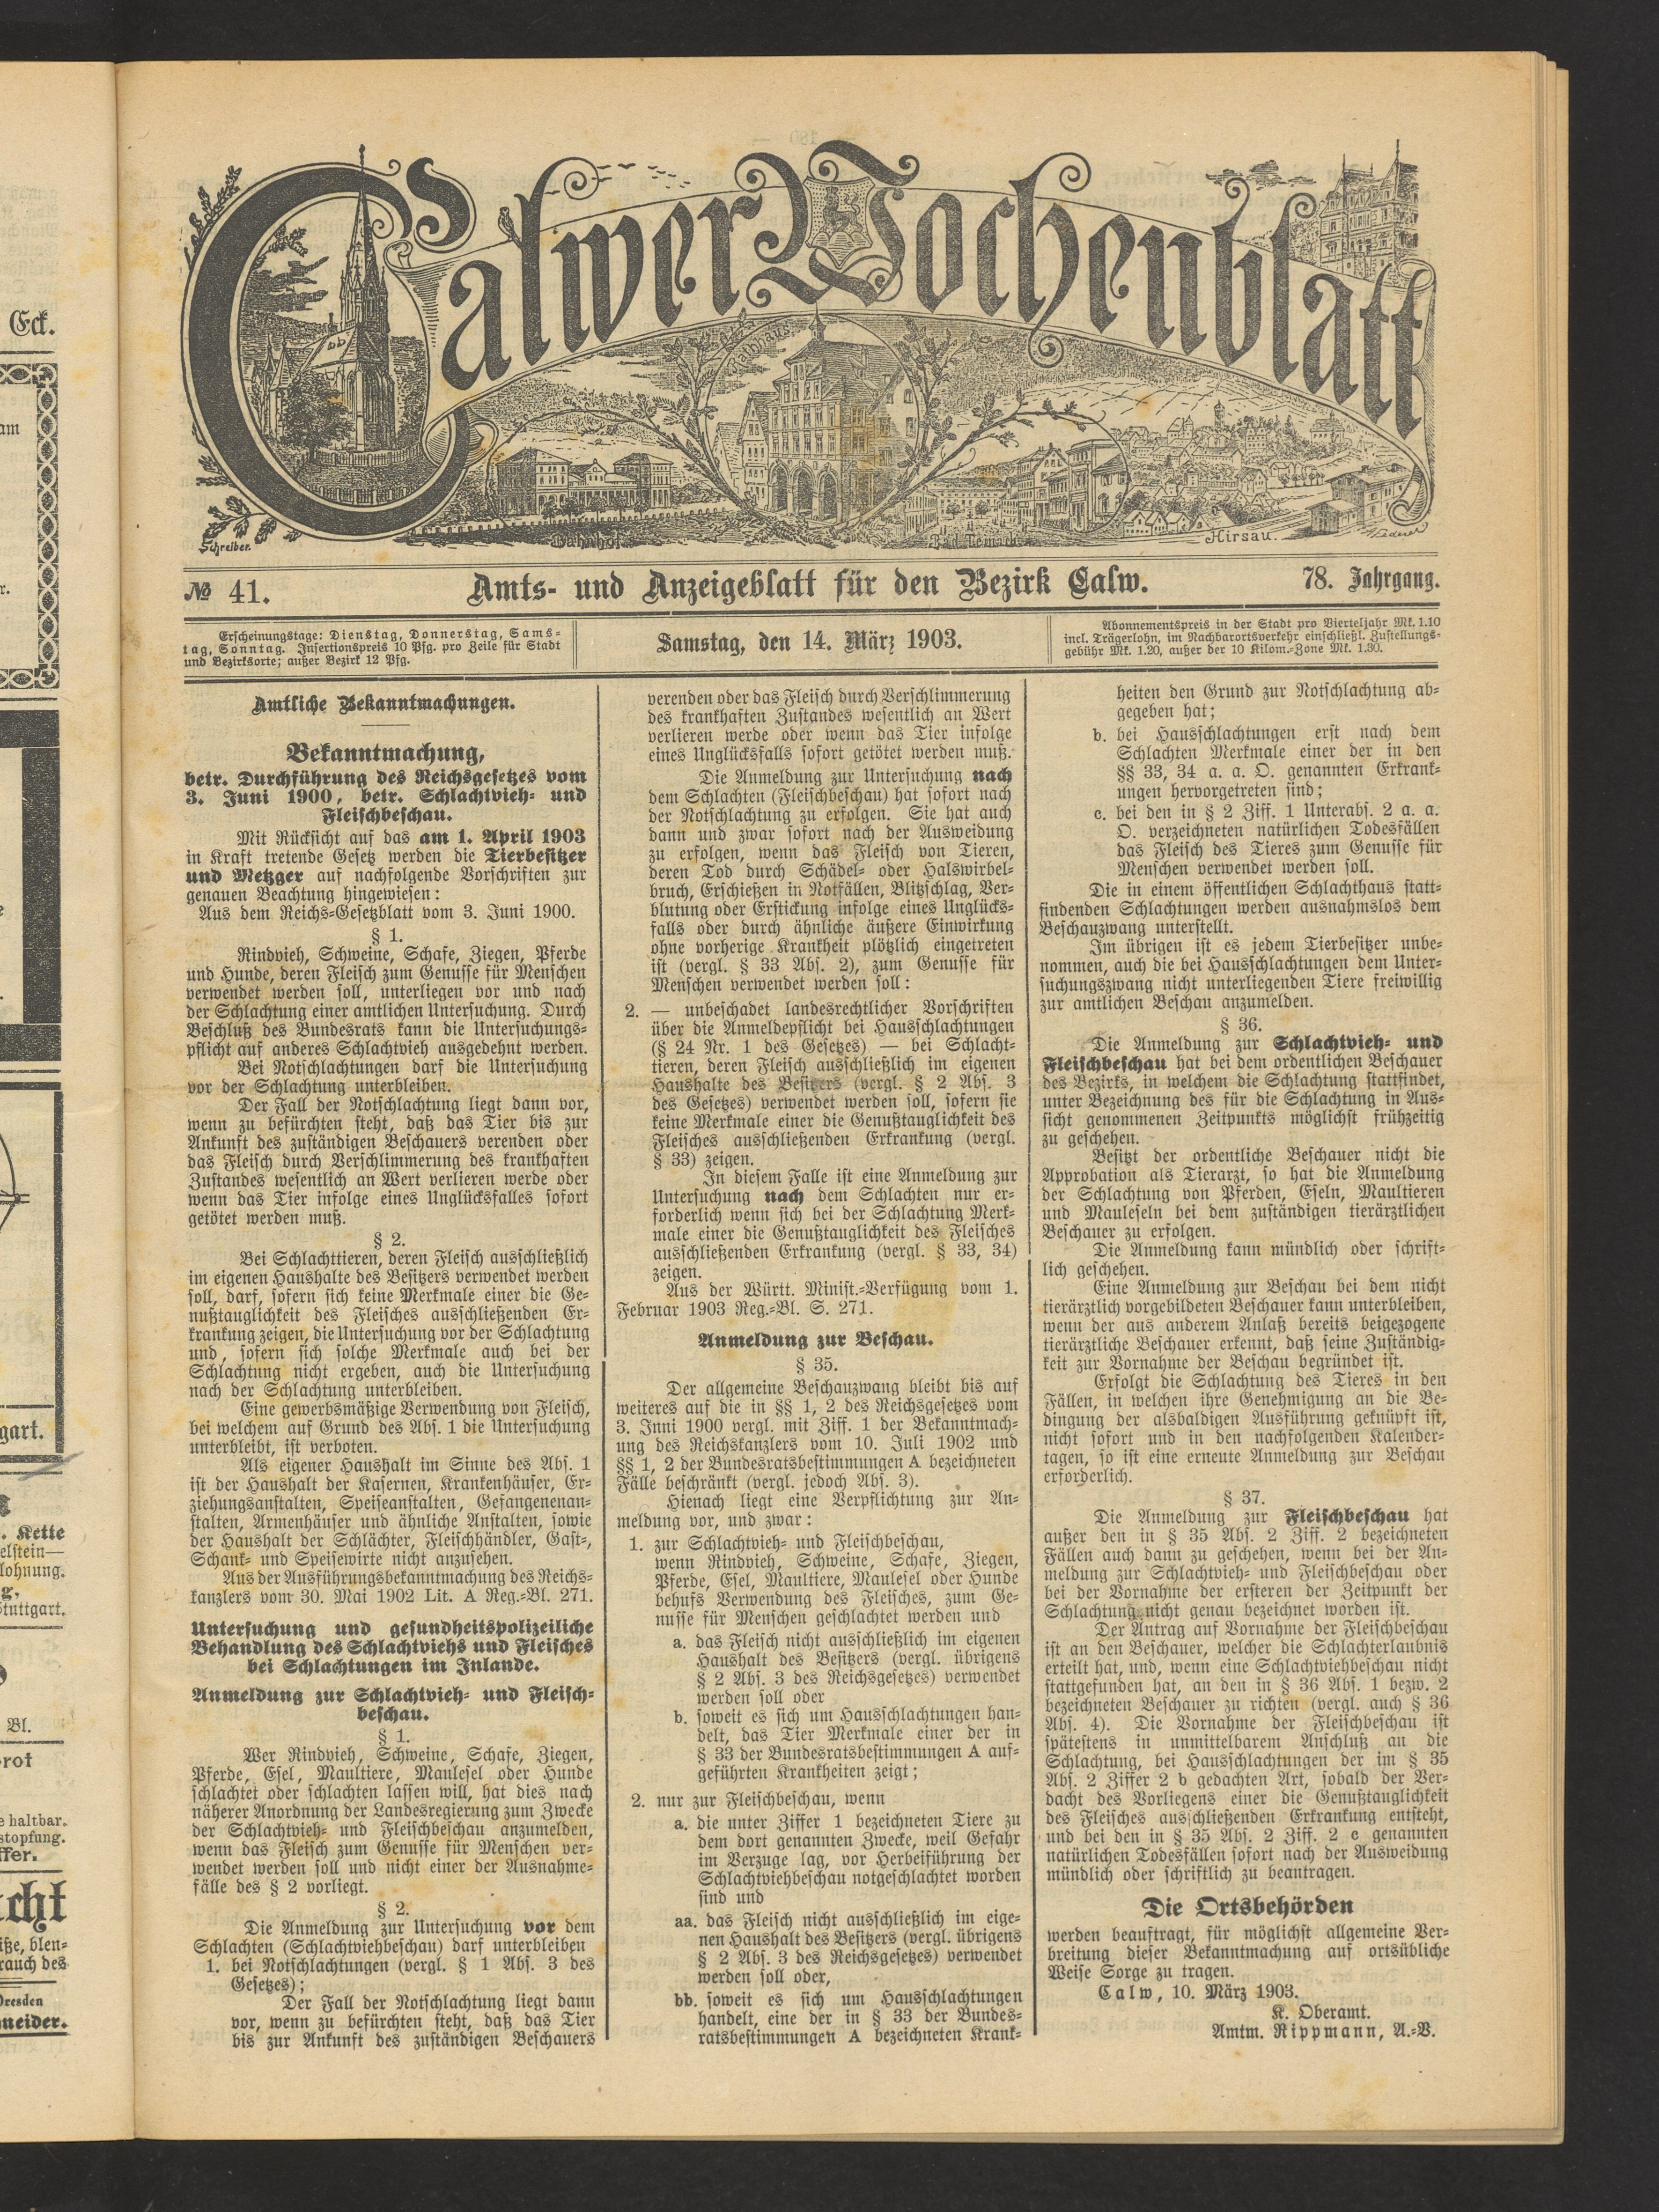 Calwer Wochenblatt
Rathhaus.
Schreiber.
Bahnhof.
Bad Teinach.
Hirsau.
Federer
№ 41.
Amts- und Anzeigeblatt für den Bezirk Calw.
78. Jahrgang.
Erscheinungstage: Dienstag, Donnerstag, Sams-
tag, Sonntag. Insertionspreis 10 Pfg. pro Zeile für Stadt
und Bezirksorte; außer Bezirk 12 Pfg.
Samstag, den 14. März 1903.
Abonnementspreis in der Stadt pro Vierteljahr Mk. 1.10
incl. Trägerlohn, im Nachbarortsverkehr einschließl. Zustellungs-
gebühr Mk. 1.20, außer der 10 Kilom.-Zone Mk. 1.30.
Amtliche Bekanntmachungen.
Bekanntmachung,
betr. Durchführung des Reichsgesetzes vom
3. Juni 1900, betr. Schlachtvieh- und
Fleischbeschau.
Mit Rücksicht auf das am 1. April 1903
in Kraft tretende Gesetz werden die Tierbesitzer
und Metzger auf nachfolgende Vorschriften zur
genauen Beachtung hingewiesen:
Aus dem Reichs-Gesetzblatt vom 3. Juni 1900.
§ 1.
Rindvieh, Schweine, Schafe, Ziegen, Pferde
und Hunde, deren Fleisch zum Genusse für Menschen
verwendet werden soll, unterliegen vor und nach
der Schlachtung einer amtlichen Untersuchung. Durch
Beschluß des Bundesrats kann die Untersuchungs-
pflicht auf anderes Schlachtvieh ausgedehnt werden.
Bei Notschlachtungen darf die Untersuchung
vor der Schlachtung unterbleiben.
Der Fall der Notschlachtung liegt dann vor,
wenn zu befürchten steht, daß das Tier bis zur
Ankunft des zuständigen Beschauers verenden oder
das Fleisch durch Verschlimmerung des krankhaften
Zustandes wesentlich an Wert verlieren werde oder
wenn das Tier infolge eines Unglücksfalles sofort
getötet werden muß.
§ 2.
Bei Schlachttieren, deren Fleisch ausschließlich
im eigenen Haushalte des Besitzers verwendet werden
soll, darf, sofern sich keine Merkmale einer die Ge-
nußtauglichkeit des Fleisches ausschließenden Er-
krankung zeigen, die Untersuchung vor der Schlachtung
und, sofern sich solche Merkmale auch bei der
Schlachtung nicht ergeben, auch die Untersuchung
nach der Schlachtung unterbleiben.
Eine gewerbsmäßige Verwendung von Fleisch,
bei welchem auf Grund des Abs. 1 die Untersuchung
unterbleibt, ist verboten.
Als eigener Haushalt im Sinne des Abs. 1
ist der Haushalt der Kasernen, Krankenhäuser, Er-
ziehungsanstalten, Speiseanstalten, Gefangenenan-
stalten, Armenhäuser und ähnliche Anstalten, sowie
der Haushalt der Schlächter, Fleischhändler, Gast-,
Schank- und Speisewirte nicht anzusehen.
Aus der Ausführungsbekanntmachung des Reichs-
kanzlers vom 30. Mai 1902 Lit. A Reg.-Bl. 271.
Untersuchung und gesundheitspolizeiliche
Behandlung des Schlachtviehs und Fleisches
bei Schlachtungen im Inlande.
Anmeldung zur Schlachtvieh- und Fleisch-
beschau.
§ 1.
Wer Rindvieh, Schweine, Schafe, Ziegen,
Pferde, Esel, Maultiere, Maulesel oder Hunde
schlachtet oder schlachten lassen will, hat dies nach
näherer Anordnung der Landesregierung zum Zwecke
der Schlachtvieh- und Fleischbeschau anzumelden,
wenn das Fleisch zum Genusse für Menschen ver-
wendet werden soll und nicht einer der Ausnahme-
fälle des § 2 vorliegt.
§ 2.
Die Anmeldung zur Untersuchung vor dem
Schlachten (Schlachtviehbeschau) darf unterbleiben
1. bei Notschlachtungen (vergl. § 1 Abs. 3 des
Gesetzes);
Der Fall der Notschlachtung liegt dann
vor, wenn zu befürchten steht, daß das Tier
bis zur Ankunft des zuständigen Beschauers
verenden oder das Fleisch durch Verschlimmerung
des krankhaften Zustandes wesentlich an Wert
verlieren werde oder wenn das Tier infolge
eines Unglücksfalls sofort getötet werden muß.
Die Anmeldung zur Untersuchung nach
dem Schlachten (Fleischbeschau) hat sofort nach
der Notschlachtung zu erfolgen. Sie hat auch
dann und zwar sofort nach der Ausweidung
zu erfolgen, wenn das Fleisch von Tieren,
deren Tod durch Schädel- oder Halswirbel-
bruch, Erschießen in Notfällen, Blitzschlag, Ver-
blutung oder Erstickung infolge eines Unglücks-
falls oder durch ähnliche äußere Einwirkung
ohne vorherige Krankheit plötzlich eingetreten
ist (vergl. § 33 Abs. 2), zum Genusse für
Menschen verwendet werden soll:
2. — unbeschadet landesrechtlicher Vorschriften
über die Anmeldepflicht bei Hausschlachtungen
(§ 24 Nr. 1 des Gesetzes) — bei Schlacht-
tieren, deren Fleisch ausschließlich im eigenen
Haushalte des Besitzers (vergl. § 2 Abs. 3
des Gesetzes) verwendet werden soll, sofern sie
keine Merkmale einer die Genußtauglichkeit des
Fleisches ausschließenden Erkrankung (vergl.
§ 33) zeigen.
In diesem Falle ist eine Anmeldung zur
Untersuchung nach dem Schlachten nur er-
forderlich wenn sich bei der Schlachtung Merk-
male einer die Genußtauglichkeit des Fleisches
ausschließenden Erkrankung (vergl. § 33, 34)
zeigen.
Aus der Württ. Minist.-Verfügung vom 1.
Februar 1903 Reg.-Bl. S. 271.
Anmeldung zur Beschau.
§ 35.
Der allgemeine Beschauzwang bleibt bis auf
weiteres auf die in §§ 1, 2 des Reichsgesetzes vom
3. Inni 1900 vergl. mit Ziff. 1 der Bekanntmach-
ung des Reichskanzlers vom 10. Juli 1902 und
§§ 1, 2 der Bundesratsbestimmungen A bezeichneten
Fälle beschränkt (vergl. jedoch Abs. 3).
Hienach liegt eine Verpflichtung zur An-
meldung vor, und zwar:
1. zur Schlachtvieh- und Fleischbeschau,
wenn Rindvieh, Schweine, Schafe, Ziegen,
Pferde, Esel, Maultiere, Maulesel oder Hunde
behufs Verwendung des Fleisches, zum Ge-
nusse für Menschen geschlachtet werden und
a. das Fleisch nicht ausschließlich im eigenen
Haushalt des Besitzers (vergl. übrigens
§ 2 Abs. 3 des Reichsgesetzes) verwendet
werden soll oder
b. soweit es sich um Hausschlachtungen han-
delt, das Tier Merkmale einer der in
§ 33 der Bundesratsbestimmungen A auf-
geführten Krankheiten zeigt;
2. nur zur Fleischbeschau, wenn
a. die unter Ziffer 1 bezeichneten Tiere zu
dem dort genannten Zwecke, weil Gefahr
im Verzuge lag, vor Herbeiführung der
Schlachtviehbeschau notgeschlachtet worden
sind und
aa. das Fleisch nicht ausschließlich im eige-
nen Haushalt des Besitzers (vergl. übrigens
§ 2 Abs. 3 des Reichsgesetzes) verwendet
werden soll oder,
bb. soweit es sich um Hausschlachtungen
handelt, eine der in § 33 der Bundes-
ratsbestimmungen A bezeichneten Krank-
heiten den Grund zur Notschlachtung ab-
gegeben hat;
b. bei Hausschlachtungen erst nach dem
Schlachten Merkmale einer der in den
§§ 33, 34 a. a. O. genannten Erkrank-
ungen hervorgetreten sind;
c. bei den in § 2 Ziff. 1 Unterabs. 2 a. a.
O. verzeichneten natürlichen Todesfällen
das Fleisch des Tieres zum Genusse für
Menschen verwendet werden soll.
Die in einem öffentlichen Schlachthaus statt-
findenden Schlachtungen werden ausnahmslos dem
Beschauzwang unterstellt.
Im übrigen ist es jedem Tierbesitzer unbe-
nommen, auch die bei Hausschlachtungen dem Unter-
suchungszwang nicht unterliegenden Tiere freiwillig
zur amtlichen Beschau anzumelden.
§ 36.
Die Anmeldung zur Schlachtvieh- und
Fleischbeschau hat bei dem ordentlichen Beschauer
des Bezirks, in welchem die Schlachtung stattfindet,
unter Bezeichnung des für die Schlachtung in Aus-
sicht genommenen Zeitpunkts möglichst frühzeitig
zu geschehen.
Besitzt der ordentliche Beschauer nicht die
Approbation als Tierarzt, so hat die Anmeldung
der Schlachtung von Pferden, Eseln, Maultieren
und Mauleseln bei dem zuständigen tierärztlichen
Beschauer zu erfolgen.
Die Anmeldung kann mündlich oder schrift-
lich geschehen.
Eine Anmeldung zur Beschau bei dem nicht
tierärztlich vorgebildeten Beschauer kann unterbleiben,
wenn der aus anderem Anlaß bereits beigezogene
tierärztliche Beschauer erkennt, daß seine Zuständig-
keit zur Vornahme der Beschau begründet ist.
Erfolgt die Schlachtung des Tieres in den
Fällen, in welchen ihre Genehmigung an die Be-
dingung der alsbaldigen Ausführung geknüpft ist,
nicht sofort und in den nachfolgenden Kalender-
tagen, so ist eine erneute Anmeldung zur Beschau
erforderlich.
§ 37.
Die Anmeldung zur Fleischbeschau hat
außer den in § 35 Abs. 2 Ziff. 2 bezeichneten
Fällen auch dann zu geschehen, wenn bei der An-
meldung zur Schlachtvieh- und Fleischbeschau oder
bei der Vornahme der ersteren der Zeitpunkt der
Schlachtung nicht genau bezeichnet worden ist.
Der Antrag auf Vornahme der Fleischbeschau
ist an den Beschauer, welcher die Schlachterlaubnis
erteilt hat, und, wenn eine Schlachtviehbeschau nicht
stattgefunden hat, an den in § 36 Abs. 1 bezw. 2
bezeichneten Beschauer zu richten (vergl. auch § 36
Abs. 4). Die Vornahme der Fleischbeschau ist
spätestens in unmittelbarem Anschluß an die
Schlachtung, bei Hausschlachtungen der im § 35
Abs. 2 Ziffer 2 b gedachten Art, sobald der Ver-
dacht des Vorliegens einer die Genußtauglichkeit
des Fleisches ausschließenden Erkrankung entsteht,
und bei den in § 35 Abs. 2 Ziff. 2 c genannten
natürlichen Todesfällen sofort nach der Ausweidung
mündlich oder schriftlich zu beantragen.
Die Ortsbehörden
werden beauftragt, für möglichst allgemeine Ver-
breitung dieser Bekanntmachung auf ortsübliche
Weise Sorge zu tragen.
Calw, 10. März 1903.
K. Oberamt.
Amtm. Rippmann, A.-V.
Eck.
am
gart.
. Kette
elstein—
lohnung.
g,
Stuttgart.
Bl.
rot
e haltbar.
stopfung.
ffer.
cht
iße, blen-
rauch des
Dresden
neider.